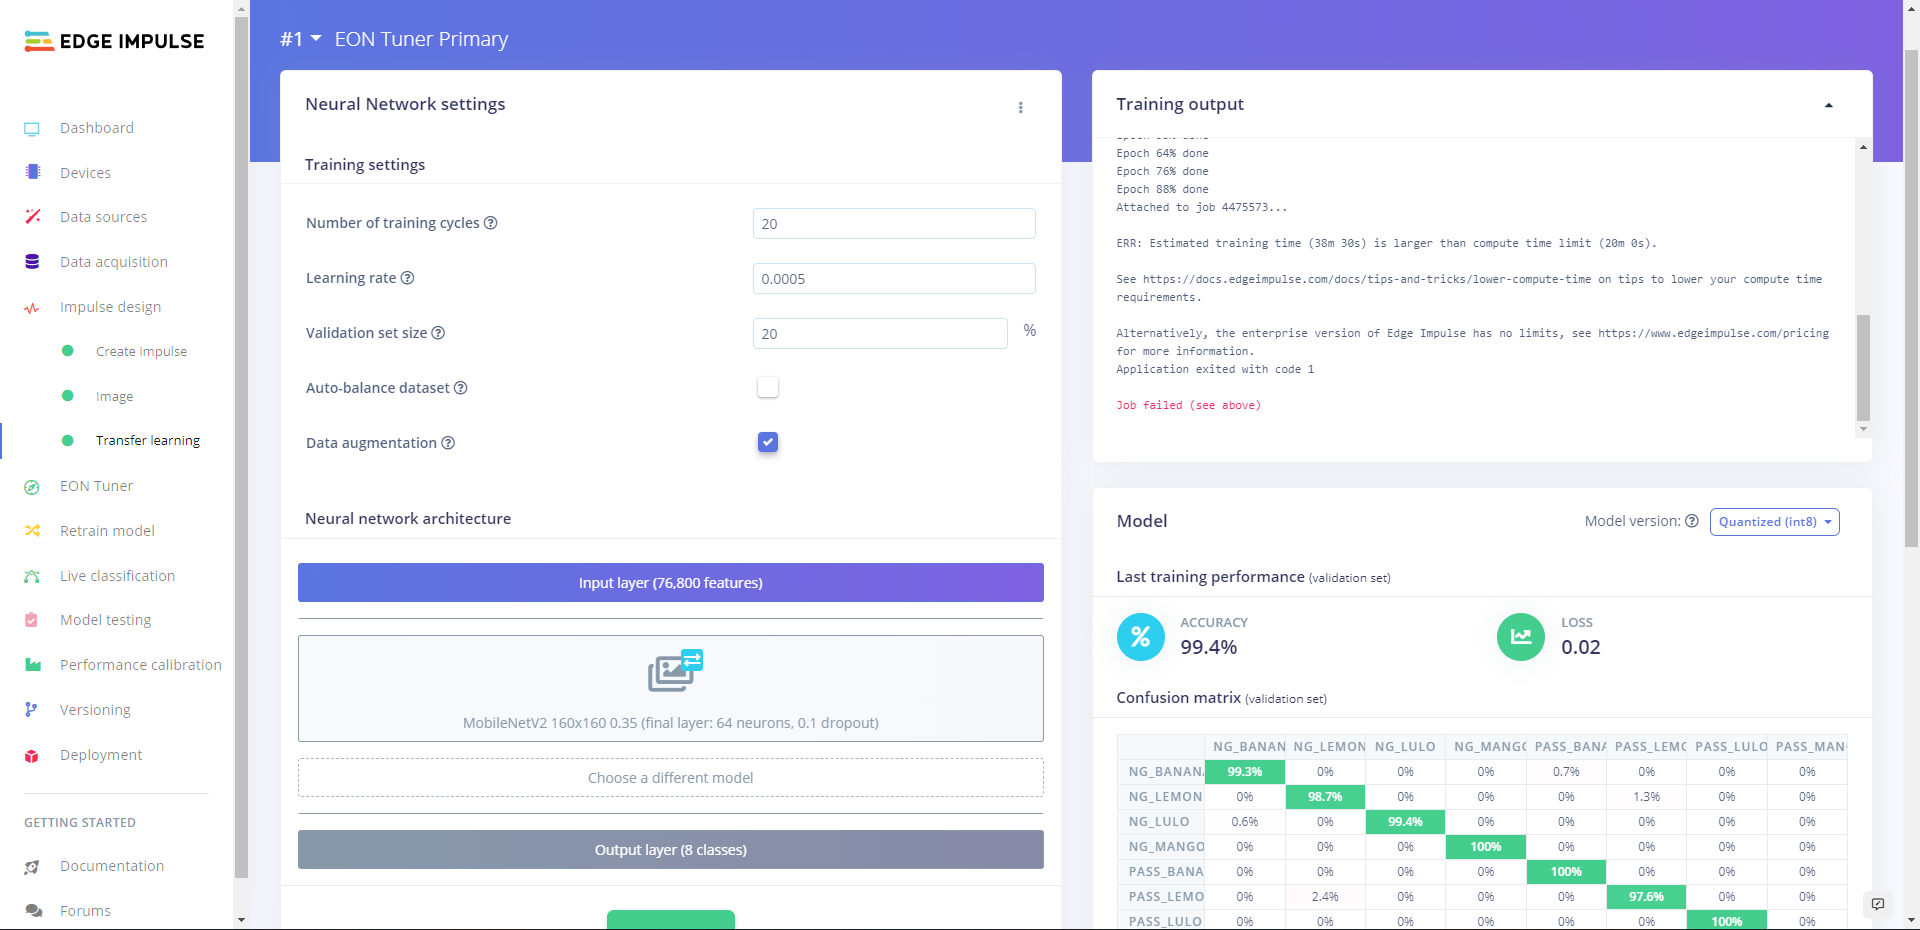 EDGE IMPULSE
Dashboard
Devices
Data sources
Data acquisition
Impulse design
Create impulse
Image
Transfer learning
EON Tuner
Retrain model
Live classification
Model testing
Performance calibration
Versioning
Deployment
GETTING STARTED
Documentation
Forums
#1 EON Tuner Primary
Neural Network settings
Training settings
Number of training cycles 20
Learning rate 0.0005
Validation set size 20 %
Auto-balance dataset
Data augmentation
Neural network architecture
Input layer (76,800 features)
MobileNetV2 160x160 0.35 (final layer: 64 neurons, 0.1 dropout)
Choose a different model
Output layer (8 classes)
Training output
Epoch 64% done
Epoch 76% done
Epoch 88% done
Attached to job 4475573...
ERR: Estimated training time (38m 30s) is larger than compute time limit (20m 0s).
See https://docs.edgeimpulse.com/docs/tips-and-tricks/lower-compute-time on tips to lower your compute time
requirements.
Alternatively, the enterprise version of Edge Impulse has no limits, see https://www.edgeimpulse.com/pricing
for more information.
Application exited with code 1
Job failed (see above)
Model
Model version: Quantized (int8)
Last training performance (validation set)
% ACCURACY
99.4%
LOSS
0.02
Confusion matrix (validation set)
NG_BANAN NG_LEMON NG_LULO NG_MANGO PASS_BANA PASS_LEMO PASS_LULO PASS_MAN
NG_BANANA 99.3% 0% 0% 0% 0.7% 0% 0% 0%
NG_LEMON 0% 98.7% 0% 0% 0% 1.3% 0% 0%
NG_LULO 0.6% 0% 99.4% 0% 0% 0% 0% 0%
NG_MANGO 0% 0% 0% 100% 0% 0% 0% 0%
PASS_BANA 0% 0% 0% 0% 100% 0% 0% 0%
PASS_LEMO 0% 2.4% 0% 0% 0% 97.6% 0% 0%
PASS_LULO 0% 0% 0% 0% 0% 0% 100% 0%